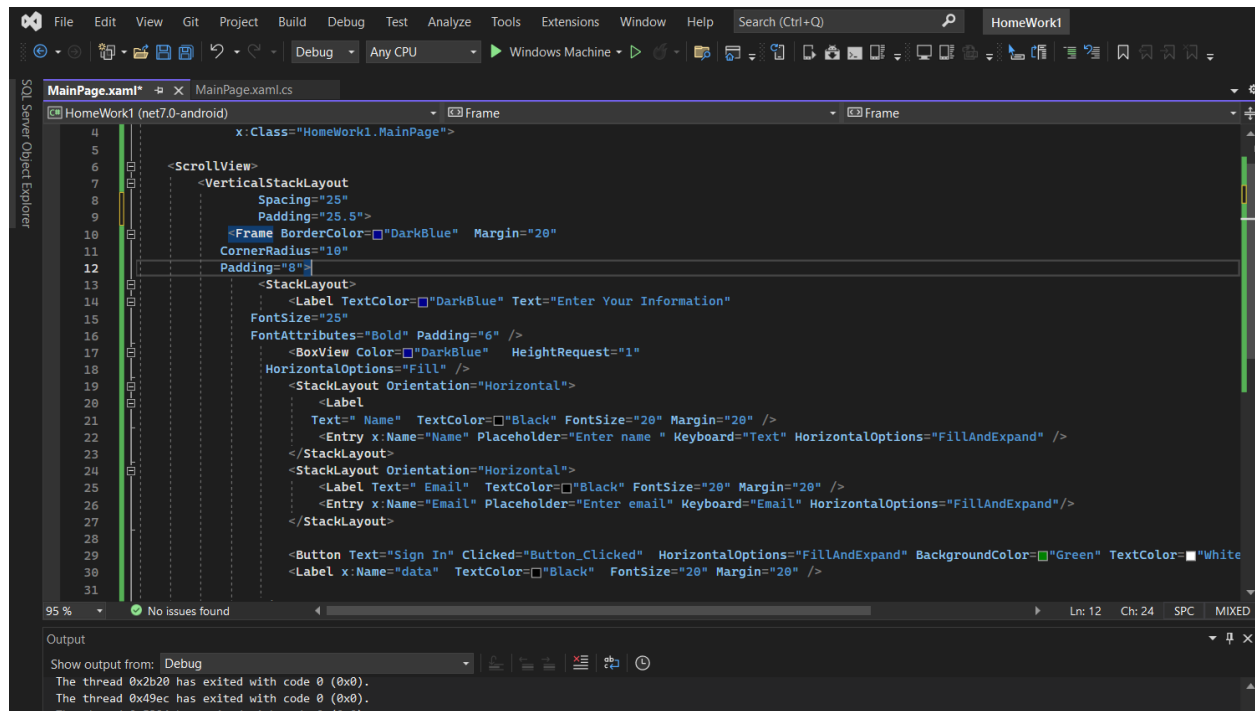 File Edit View Git Project Build Debug Test Analyze Tools Extensions Window Help Search (Ctrl+Q) HomeWork1
Debug Any CPU Windows Machine
SQL Server Object Explorer
MainPage.xaml* MainPage.xaml.cs
HomeWork1 (net7.0-android) Frame Frame
4 x:Class="HomeWork1.MainPage">
5
6 <ScrollView>
7 <VerticalStackLayout
8 Spacing="25"
9 Padding="25.5">
10 <Frame BorderColor="DarkBlue" Margin="20"
11 CornerRadius="10"
12 Padding="8">
13 <StackLayout>
14 <Label TextColor="DarkBlue" Text="Enter Your Information"
15 FontSize="25"
16 FontAttributes="Bold" Padding="6" />
17 <BoxView Color="DarkBlue" HeightRequest="1"
18 HorizontalOptions="Fill" />
19 <StackLayout Orientation="Horizontal">
20 <Label
21 Text=" Name" TextColor="Black" FontSize="20" Margin="20" />
22 <Entry x:Name="Name" Placeholder="Enter name " Keyboard="Text" HorizontalOptions="FillAndExpand" />
23 </StackLayout>
24 <StackLayout Orientation="Horizontal">
25 <Label Text=" Email" TextColor="Black" FontSize="20" Margin="20" />
26 <Entry x:Name="Email" Placeholder="Enter email" Keyboard="Email" HorizontalOptions="FillAndExpand"/>
27 </StackLayout>
28
29 <Button Text="Sign In" Clicked="Button_Clicked" HorizontalOptions="FillAndExpand" BackgroundColor="Green" TextColor="White
30 <Label x:Name="data" TextColor="Black" FontSize="20" Margin="20" />
31
95 % No issues found Ln: 12 Ch: 24 SPC MIXED
Output
Show output from: Debug
The thread 0x2b20 has exited with code 0 (0x0).
The thread 0x49ec has exited with code 0 (0x0).